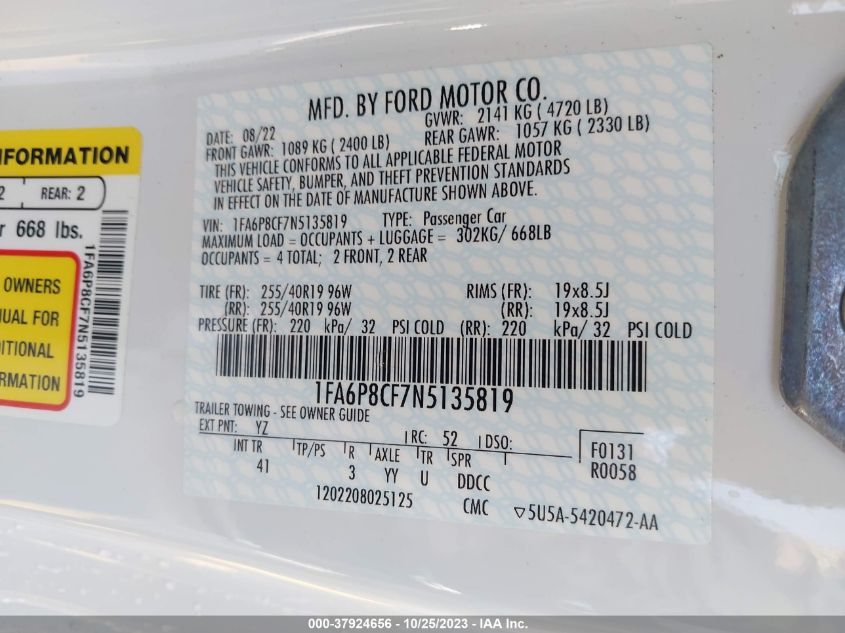 NFORMATION
2 REAR: 2
r 668 lbs.
OWNERS
NUAL FOR
DITIONAL
FORMATION
1FA6P8CF7N5135819
MFD. BY FORD MOTOR CO.
DATE: 08/22 GVWR: 2141 KG ( 4720 LB)
FRONT GAWR: 1089 KG ( 2400 LB) REAR GAWR: 1057 KG ( 2330 LB)
THIS VEHICLE CONFORMS TO ALL APPLICABLE FEDERAL MOTOR
VEHICLE SAFETY, BUMPER, AND THEFT PREVENTION STANDARDS
IN EFFECT ON THE DATE OF MANUFACTURE SHOWN ABOVE.
VIN: 1FA6P8CF7N5135819 TYPE: Passenger Car
MAXIMUM LOAD = OCCUPANTS + LUGGAGE = 302KG/ 668LB
OCCUPANTS = 4 TOTAL; 2 FRONT, 2 REAR
TIRE (FR): 255/40R19 96W RIMS (FR): 19x8.5J
(RR): 255/40R19 96W (RR): 19x8.5J
PRESSURE (FR): 220 kPa/ 32 PSI COLD (RR): 220 kPa/ 32 PSI COLD
1FA6P8CF7N5135819
TRAILER TOWING - SEE OWNER GUIDE
EXT PNT: YZ RC: 52 DSO: F0131
INT TR TP/PS R AXLE TR SPR R0058
41 3 YY U DDCC
1202208025125 CMC ▽5U5A-5420472-AA
000-37924656 - 10/25/2023 - IAA Inc.